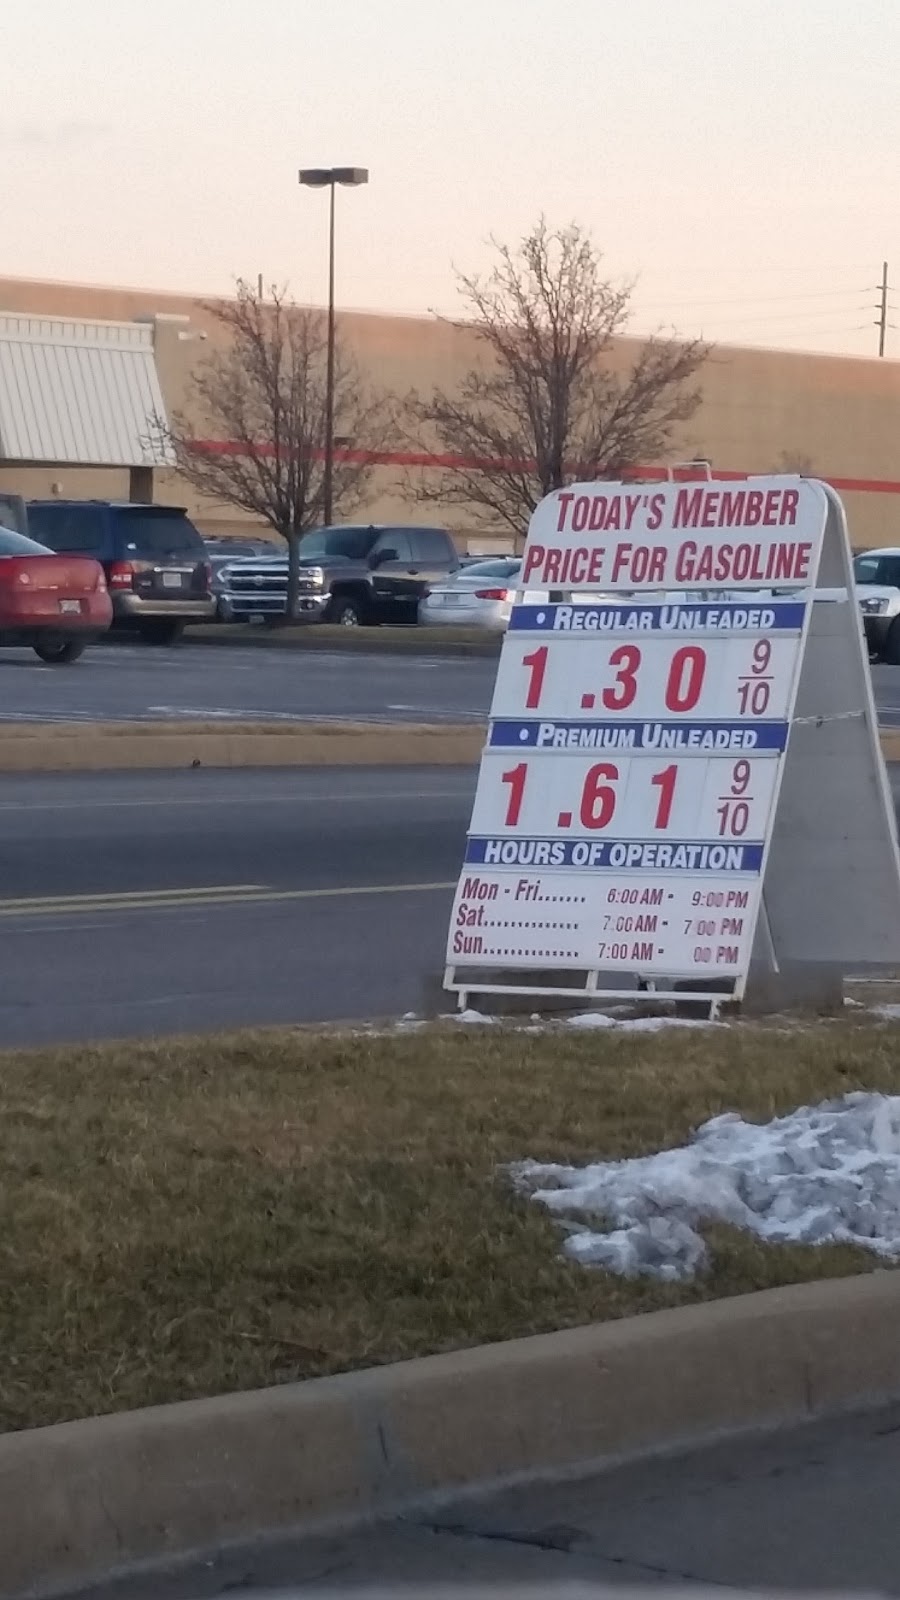 TODAY'S MEMBER
PRICE FOR GASOLINE
• REGULAR UNLEADED
1.30 9/10
• PREMIUM UNLEADED
1.61 9/10
HOURS OF OPERATION
Mon - Fri....... 6:00 AM - 9:00 PM
Sat.............. 7:00 AM - 7 00 PM
Sun.............. 7:00 AM - 00 PM